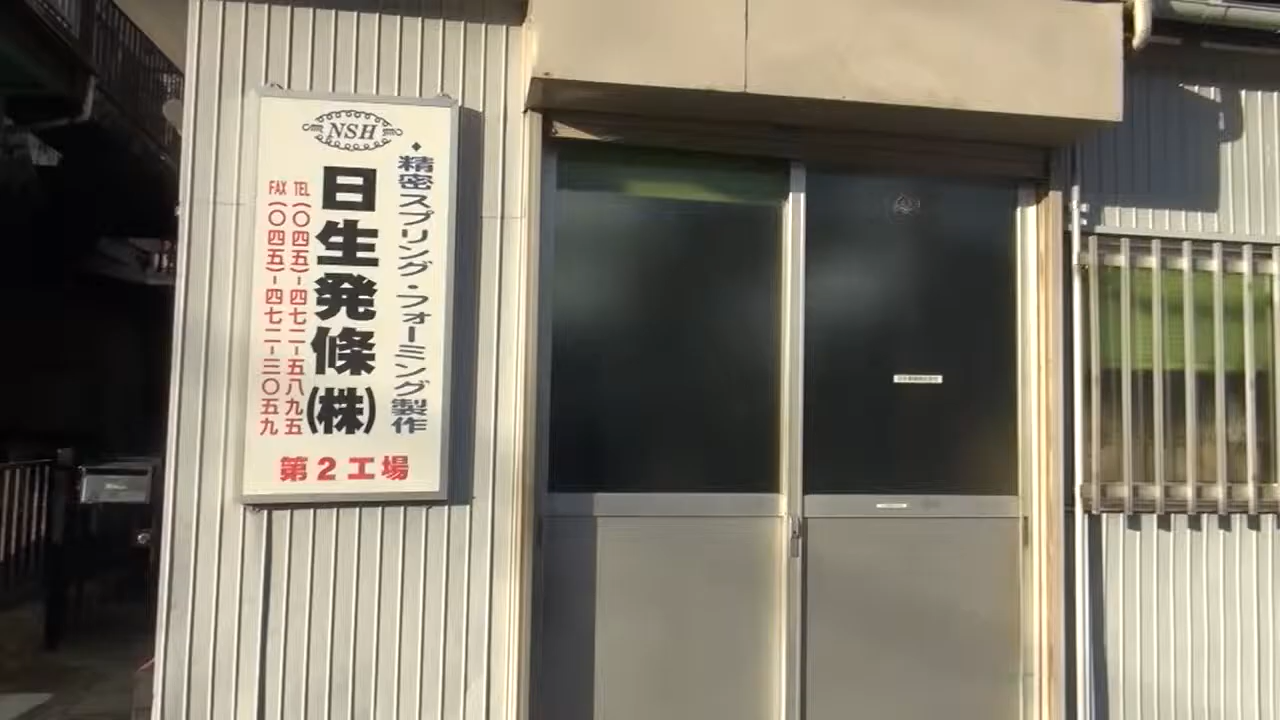 NSH
◆精密スプリング・フォーミング製作
日生発條(株)
TEL(〇四五)-四七二-五八九五
FAX(〇四五)-四七二-三〇五九
第2工場